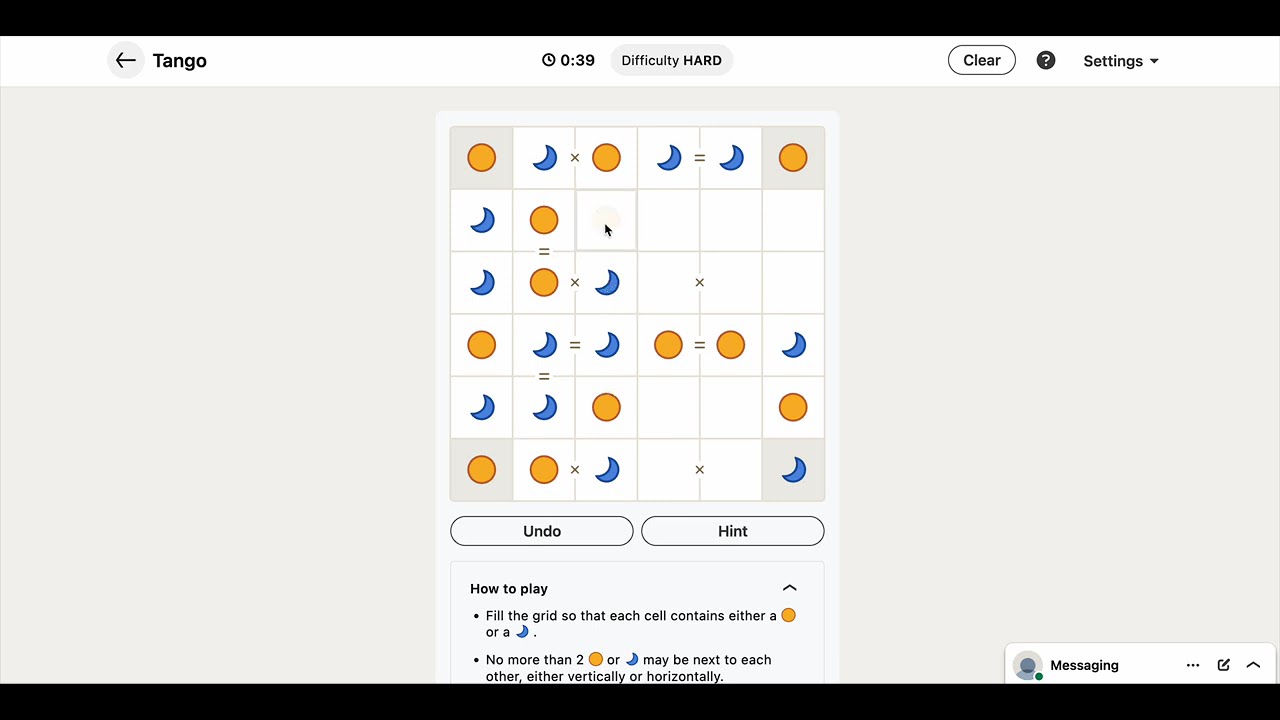 Tango
0:39
Difficulty HARD
Clear
?
Settings
×
=
=
×
×
=
=
=
×
×
Undo
Hint
How to play
• Fill the grid so that each cell contains either a
or a .
• No more than 2 or may be next to each
other, either vertically or horizontally.
Messaging